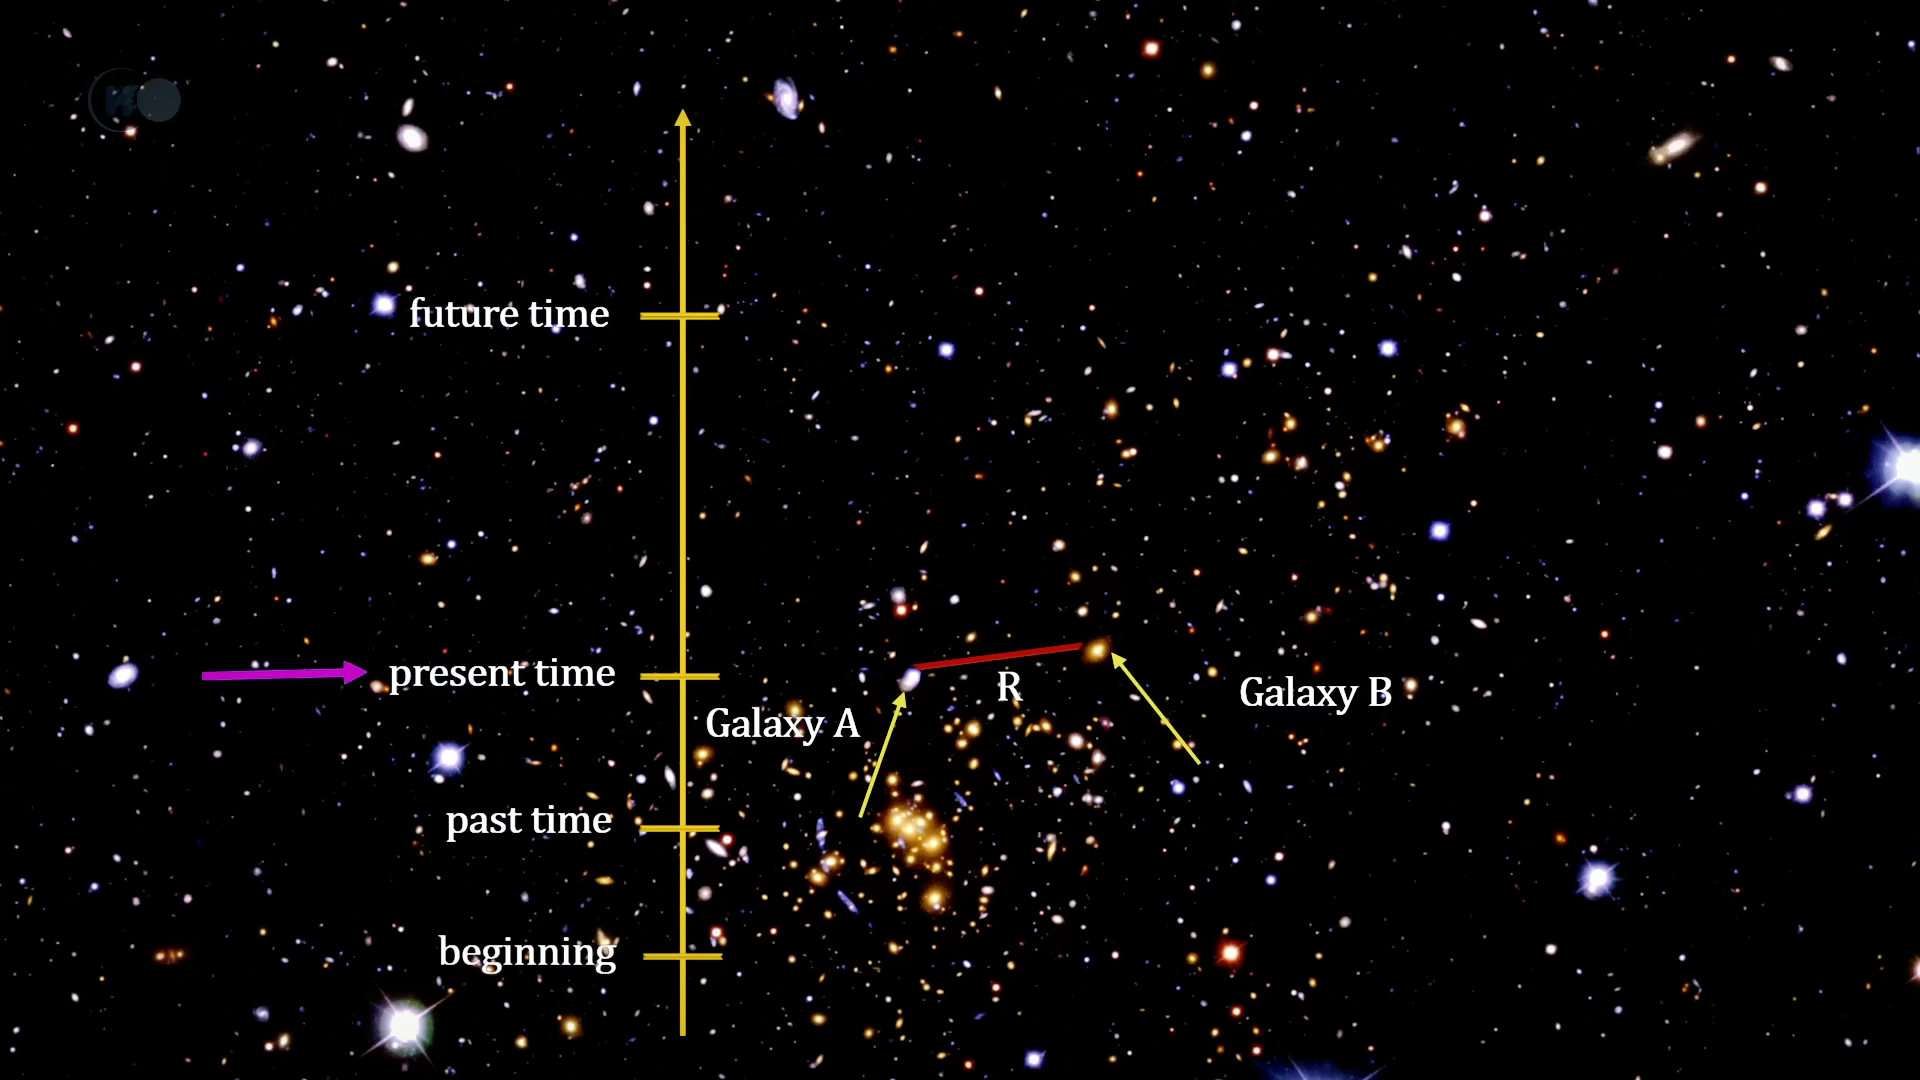 future time
present time
Galaxy A
R
Galaxy B
past time
beginning